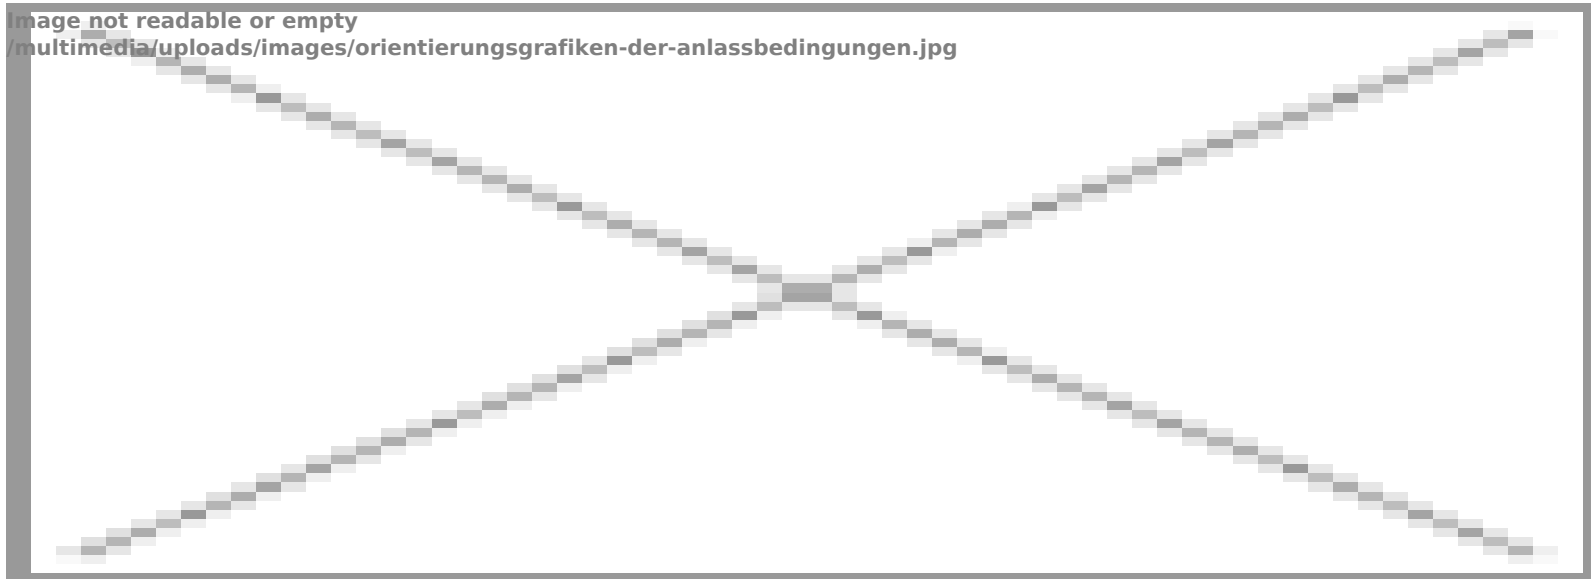 Image not readable or empty
/multimedia/uploads/images/orientierungsgrafiken-der-anlassbedingungen.jpg